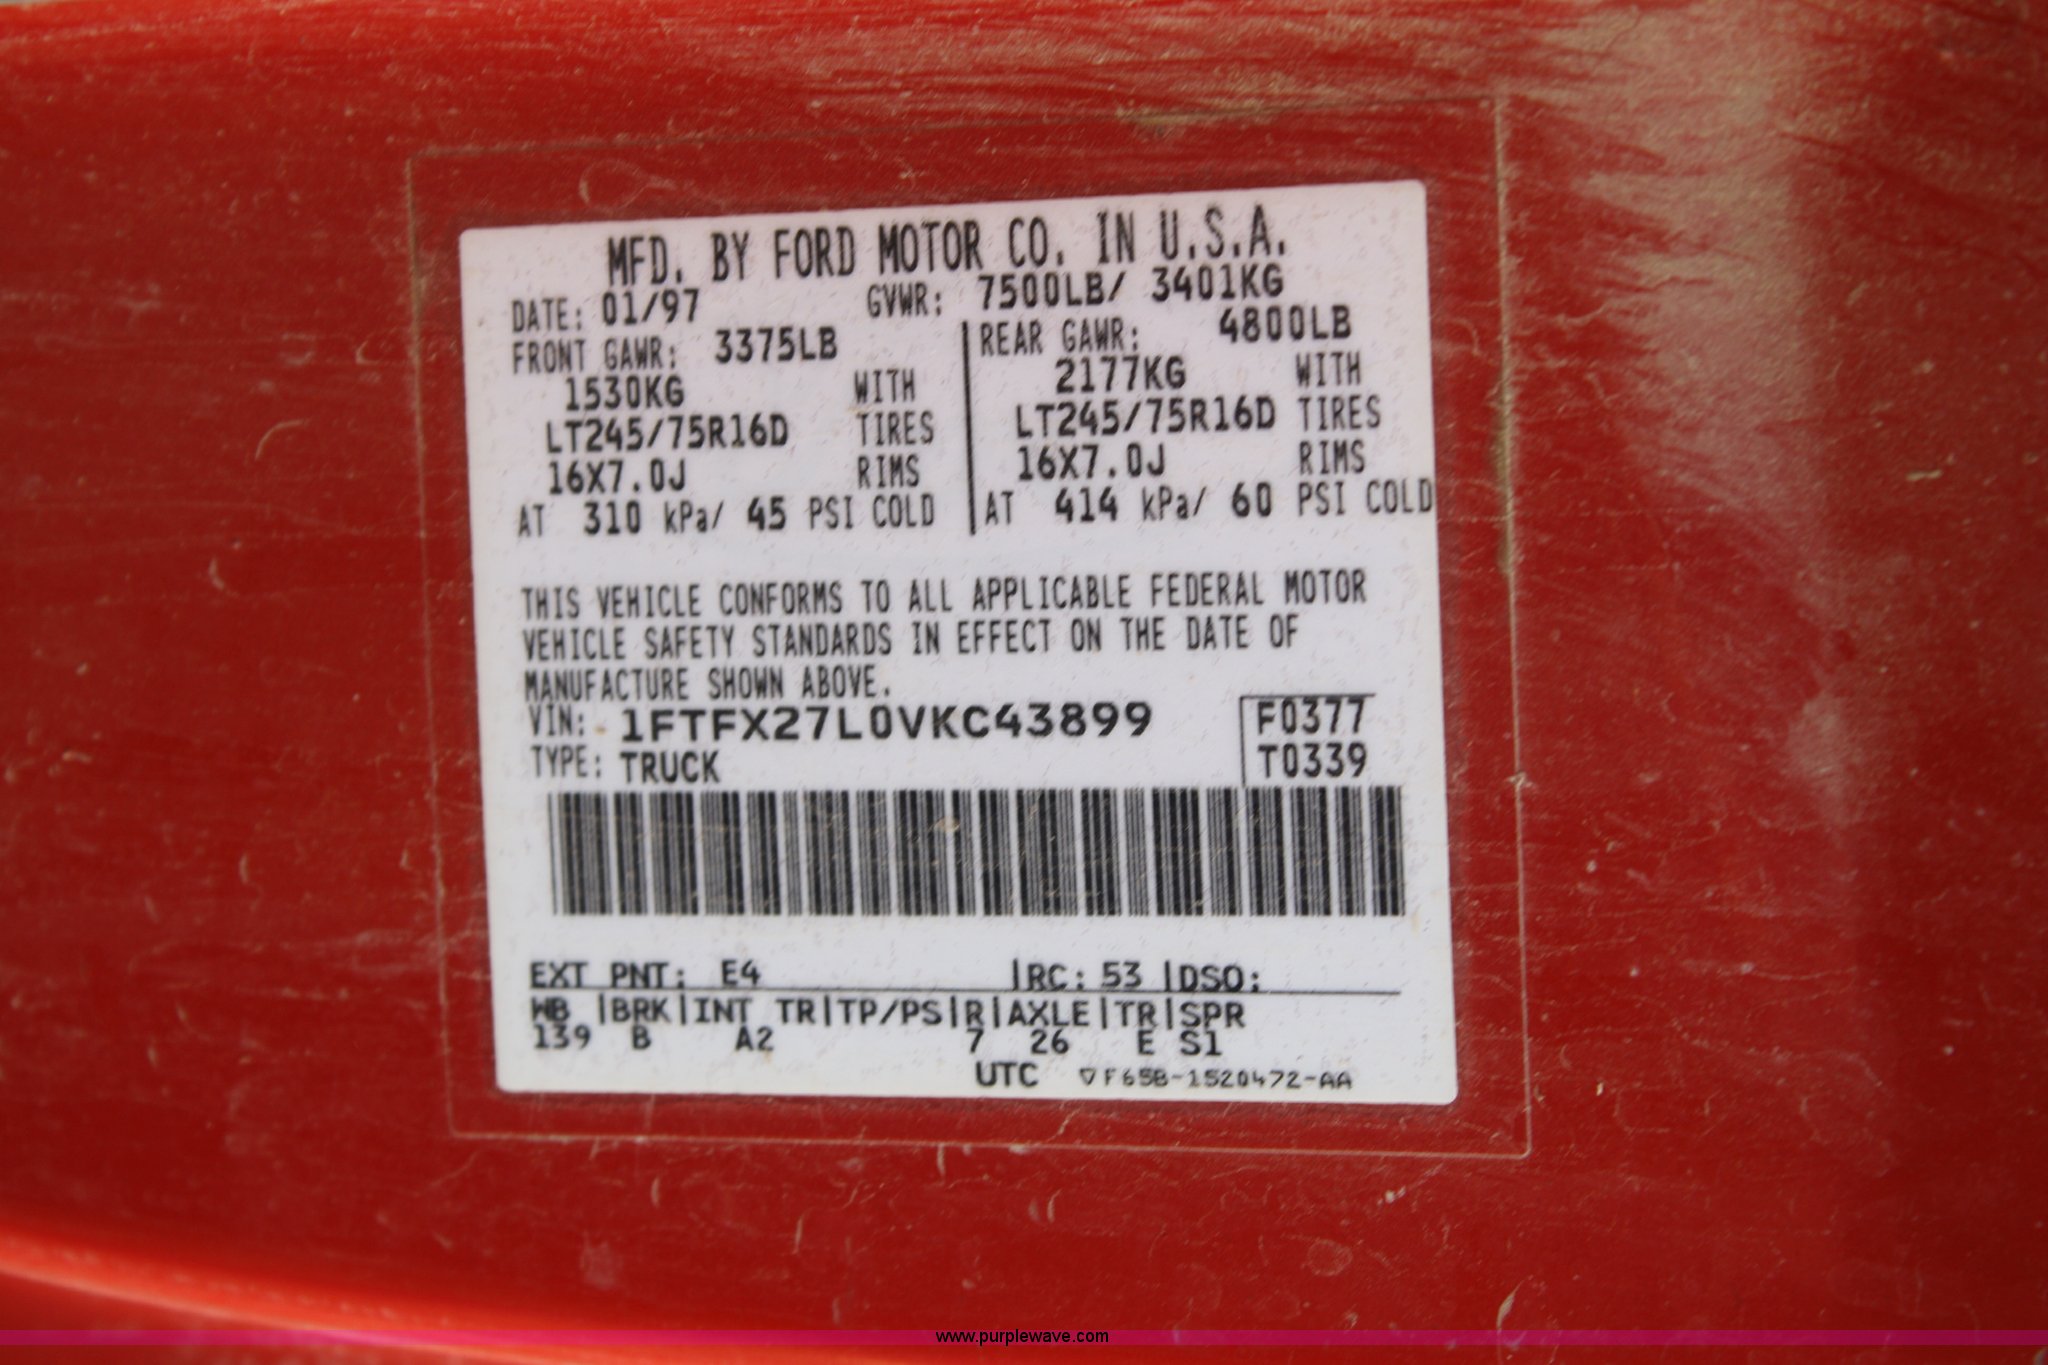 MFD. BY FORD MOTOR CO. IN U.S.A.
DATE: 01/97 GVWR: 7500LB/ 3401KG
FRONT GAWR: 3375LB REAR GAWR: 4800LB
1530KG WITH 2177KG WITH
LT245/75R16D TIRES LT245/75R16D TIRES
16X7.0J RIMS 16X7.0J RIMS
AT 310 kPa/ 45 PSI COLD AT 414 kPa/ 60 PSI COLD
THIS VEHICLE CONFORMS TO ALL APPLICABLE FEDERAL MOTOR
VEHICLE SAFETY STANDARDS IN EFFECT ON THE DATE OF
MANUFACTURE SHOWN ABOVE.
VIN: 1FTFX27L0VKC43899 F0377
TYPE: TRUCK T0339
EXT PNT: E4 |RC: 53 |DSO:
WB |BRK|INT TR|TP/PS|R|AXLE|TR|SPR
139 B A2 7 26 E S1
UTC ▽F65B-1520472-AA
www.purplewave.com